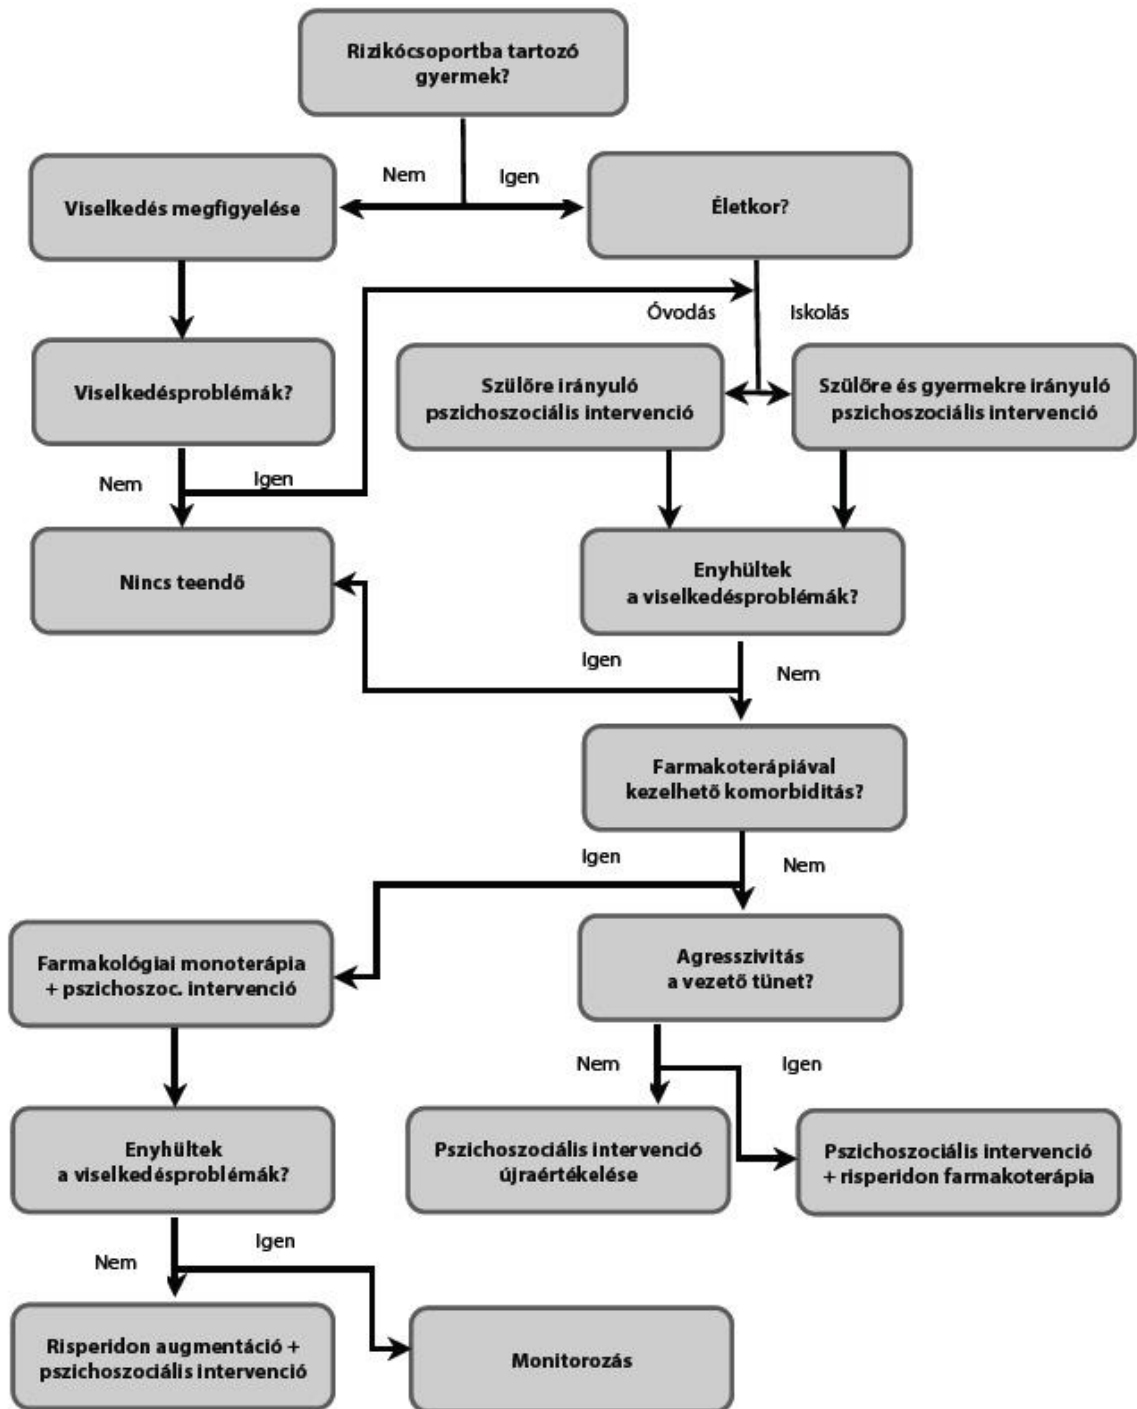 Rizikócsoportba tartozó
gyermek?
Nem
Igen
Viselkedés megfigyelése
Életkor?
Óvodás
Iskolás
Viselkedésproblémák?
Szülőre irányuló
pszichoszociális intervenció
Szülőre és gyermekre irányuló
pszichoszociális intervenció
Nem
Igen
Nincs teendő
Enyhültek
a viselkedésproblémák?
Igen
Nem
Farmakoterápiával
kezelhető komorbiditás?
Igen
Nem
Farmakológiai monoterápia
+ pszichoszoc. intervenció
Agresszivitás
a vezető tünet?
Nem
Igen
Enyhültek
a viselkedésproblémák?
Pszichoszociális intervenció
újraértékelése
Pszichoszociális intervenció
+ risperidon farmakoterápia
Nem
Igen
Risperidon augmentáció +
pszichoszociális intervenció
Monitorozás